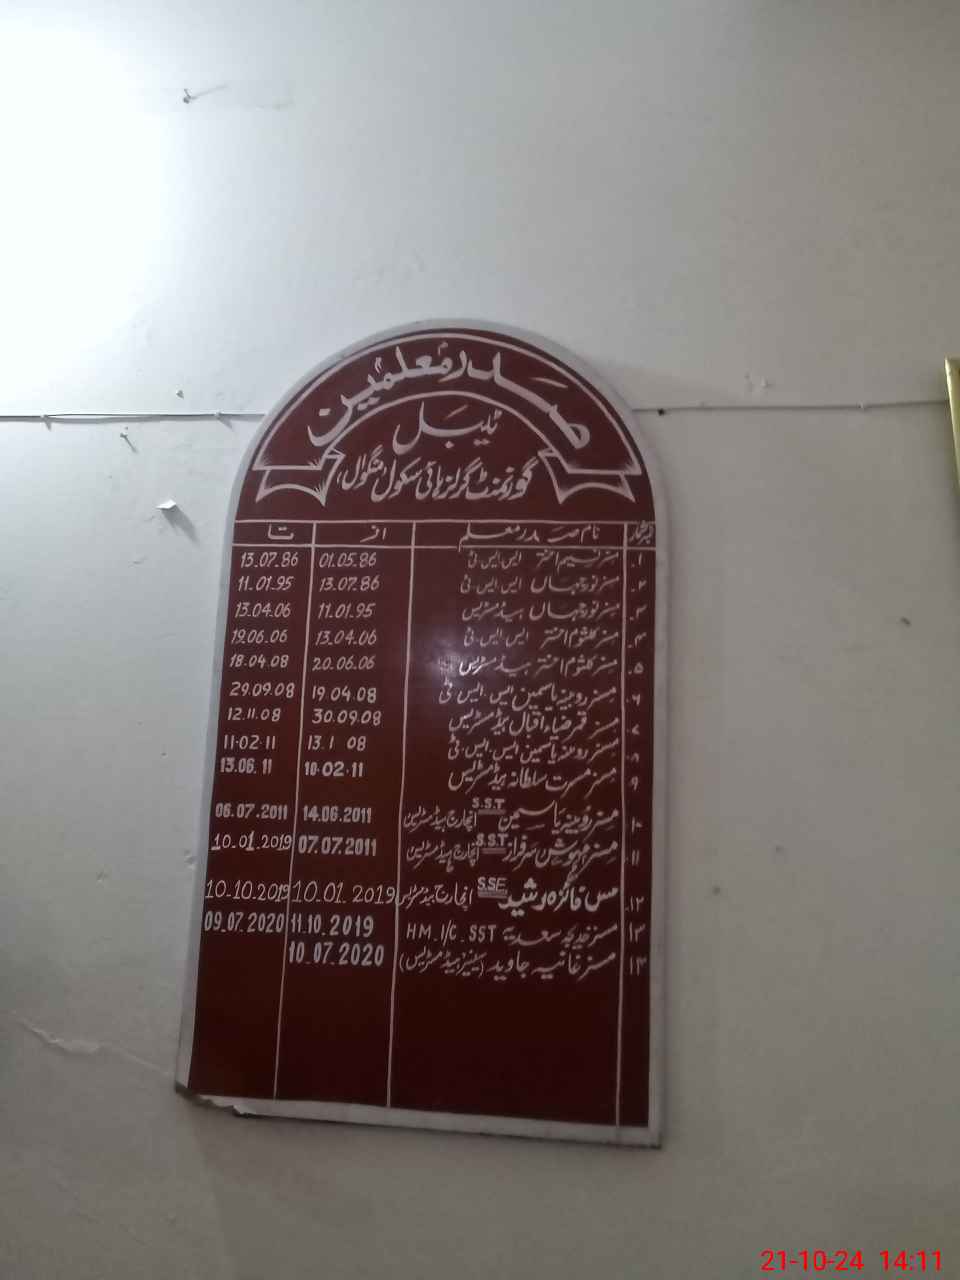 صدر معلمین
ٹیبل
گورنمنٹ گرلز ہائی سکول منگوال
نمبر شمار نام صدر معلم از تا
۱۔ مسز نسیم اختر ایس ایس ٹی 01.05.86 13.07.86
۲۔ مسز نور جہاں ایس ایس ٹی 13.07.86 11.01.95
۳۔ مسز نور جہاں ہیڈ مسٹریس 11.01.95 13.04.06
۴۔ مسز کلثوم اختر ایس ایس ٹی 13.04.06 19.06.06
۵۔ مسز کلثوم اختر ہیڈ مسٹریس 20.06.06 18.04.08
۶۔ مسز روبینہ یاسمین ایس ایس ٹی 19.04.08 29.09.08
۷۔ مسز قمر ضیاء اقبال ہیڈ مسٹریس 30.09.08 12.11.08
۸۔ مسز روبینہ یاسمین ایس ایس ٹی 13.1 08 11.02.11
۹۔ مسز مسرت سلطانہ ہیڈ مسٹریس 10.02.11 13.06.11
۱۰۔ مسز روبینہ یاسمین S.S.T انچارج ہیڈ مسٹریس 14.06.2011 06.07.2011
۱۱۔ مسز مہوش سرفراز S.S.T انچارج ہیڈ مسٹریس 07.07.2011 10.01.2019
۱۲۔ مس فائزہ رشید S.S.E انچارج ہیڈ مسٹریس 10.01.2019 10.10.2019
۱۳ مسز خدیجہ سعدیہ HM.I/C.SST 11.10.2019 09.07.2020
۱۴ مسز غانیہ جاوید (سینئر ہیڈ مسٹریس) 10.07.2020
21-10-24 14:11